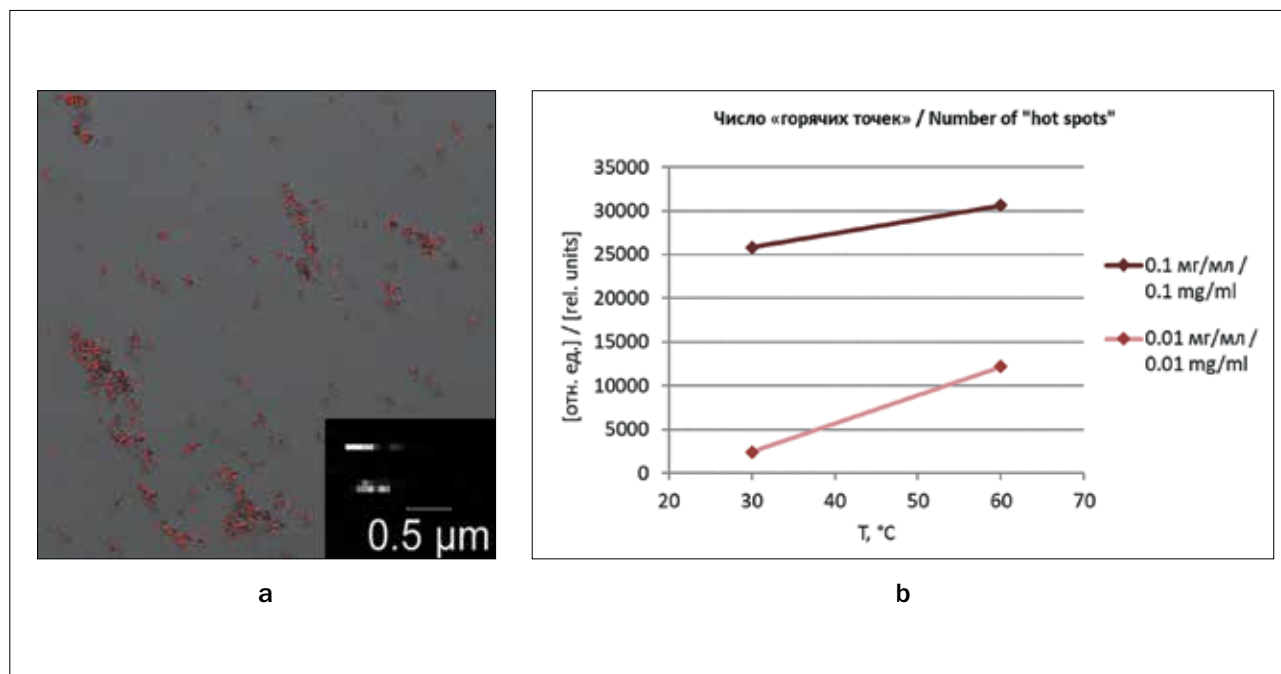 0.5 µm
a
Число «горячих точек» / Number of "hot spots"
[отн. ед.] / [rel. units]
35000
30000
25000
20000
15000
10000
5000
0
20
30
40
50
60
70
T, °C
0.1 мг/мл /
0.1 mg/ml
0.01 мг/мл /
0.01 mg/ml
b